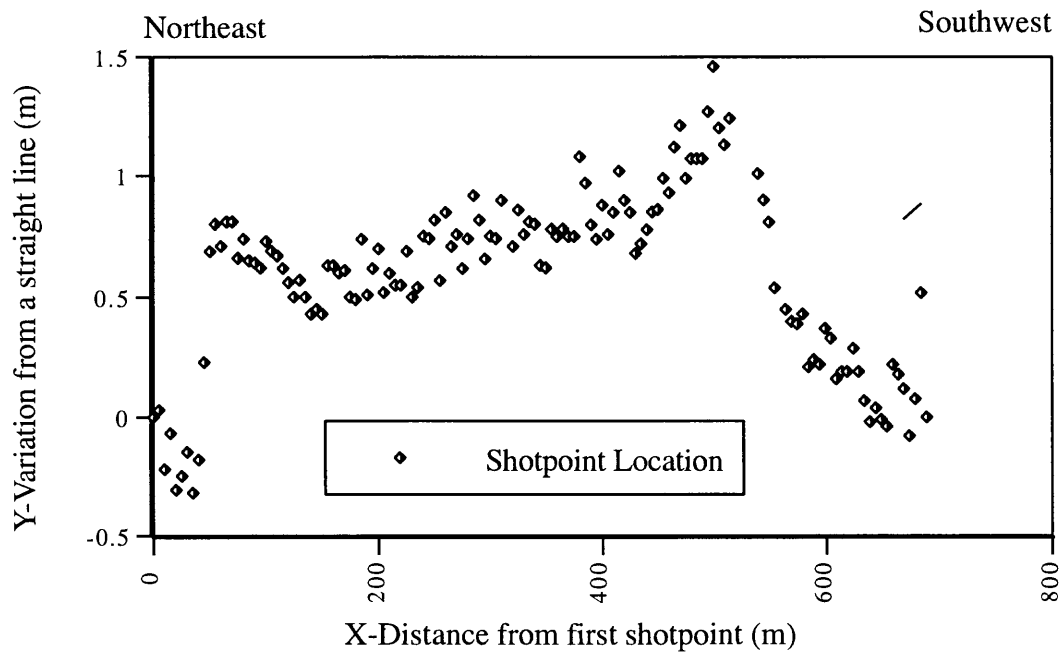 Northeast
Southwest
Y-Variation from a straight line (m)
1.5
1
0.5
0
-0.5
0
200
400
600
800
Shotpoint Location
X-Distance from first shotpoint (m)